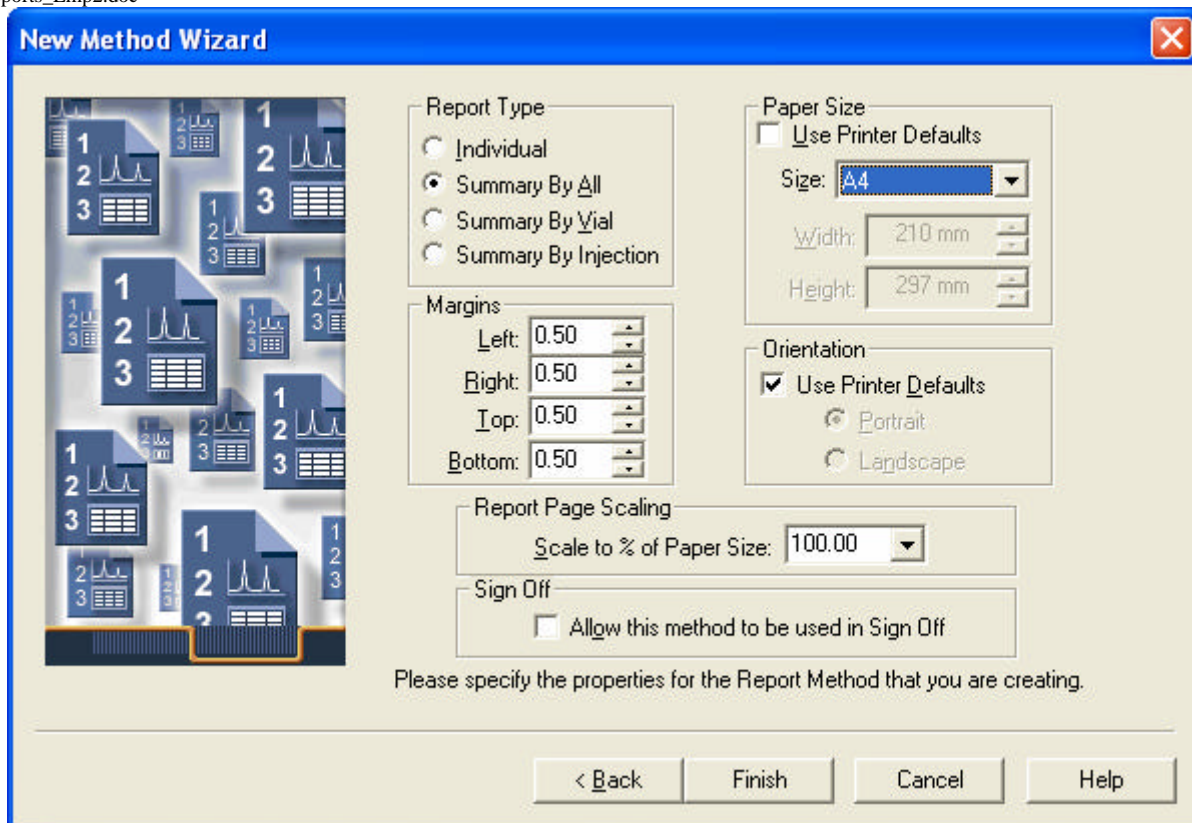 New Method Wizard
Report Type
Individual
Summary By All
Summary By Vial
Summary By Injection
Margins
Left: 0.50
Right: 0.50
Top: 0.50
Bottom: 0.50
Paper Size
Use Printer Defaults
Size: A4
Width: 210 mm
Height: 297 mm
Orientation
Use Printer Defaults
Portrait
Landscape
Report Page Scaling
Scale to % of Paper Size: 100.00
Sign Off
Allow this method to be used in Sign Off
Please specify the properties for the Report Method that you are creating.
< Back
Finish
Cancel
Help